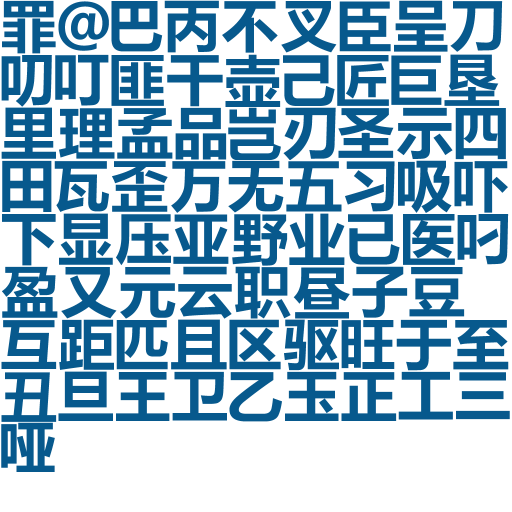 罪@巴丙不叉臣呈刀
叨叮匪干壶己匠巨垦
里理孟品岂刃圣示四
田瓦歪万无五习吸吓
下显压亚野业已医叼
盈又元云职昼子豆
互距匹且区驱旺于至
丑旦王卫乙玉正工三
哑